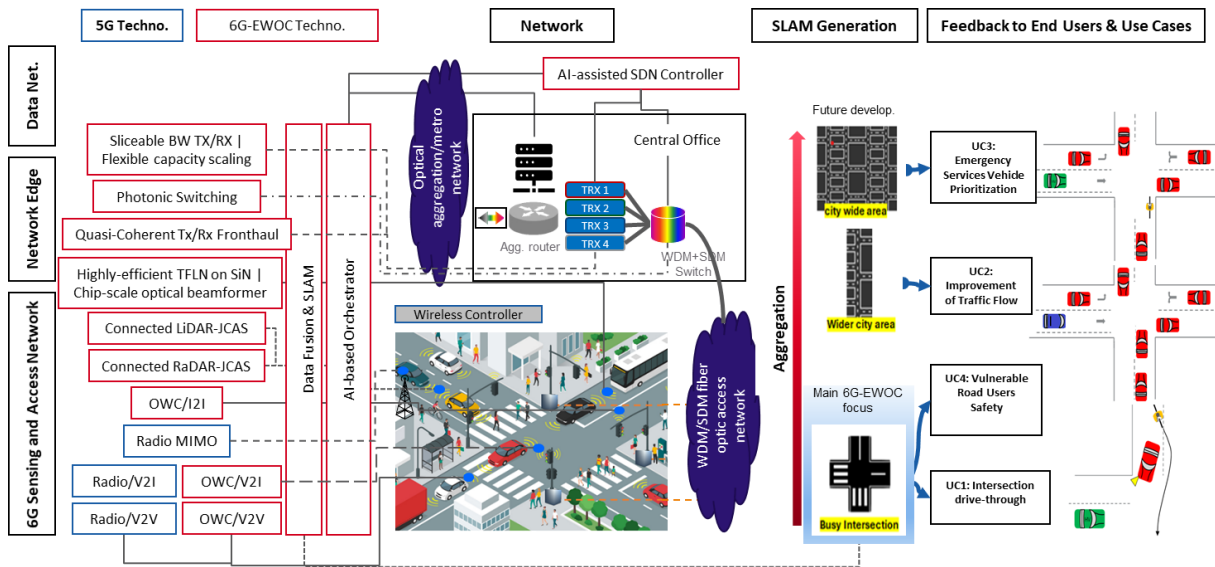 5G Techno.
6G-EWOC Techno.
Network
SLAM Generation
Feedback to End Users & Use Cases
Data Net.
Network Edge
6G Sensing and Access Network
Sliceable BW TX/RX |
Flexible capacity scaling
Photonic Switching
Quasi-Coherent Tx/Rx Fronthaul
Highly-efficient TFLN on SiN |
Chip-scale optical beamformer
Connected LiDAR-JCAS
Connected RaDAR-JCAS
OWC/I2I
Radio MIMO
Radio/V2I
OWC/V2I
Radio/V2V
OWC/V2V
Data Fusion & SLAM
AI-based Orchestrator
Optical
aggregation/metro
network
AI-assisted SDN Controller
Central Office
TRX 1
TRX 2
TRX 3
TRX 4
Agg. router
WDM+SDM
Switch
Wireless Controller
WDM/SDM fiber
optic access
network
Aggregation
Future develop.
city wide area
Wider city area
Main 6G-EWOC
focus
Busy Intersection
UC3:
Emergency
Services Vehicle
Prioritization
UC2:
Improvement
of Traffic Flow
UC4: Vulnerable
Road Users
Safety
UC1: Intersection
drive-through